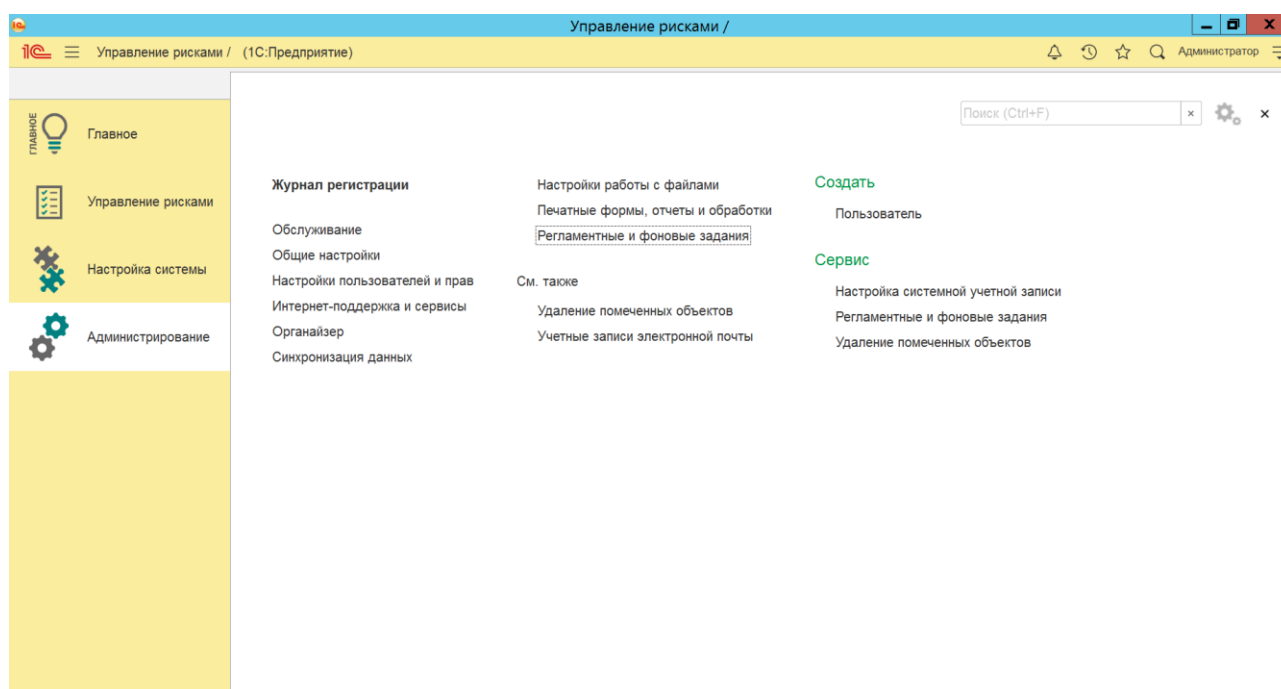 Управление рисками /
Управление рисками / (1С:Предприятие)
Администратор
Поиск (Ctrl+F)
ГЛАВНОЕ
Главное
Управление рисками
Настройка системы
Администрирование
Журнал регистрации
Обслуживание
Общие настройки
Настройки пользователей и прав
Интернет-поддержка и сервисы
Органайзер
Синхронизация данных
Настройки работы с файлами
Печатные формы, отчеты и обработки
Регламентные и фоновые задания
См. также
Удаление помеченных объектов
Учетные записи электронной почты
Создать
Пользователь
Сервис
Настройка системной учетной записи
Регламентные и фоновые задания
Удаление помеченных объектов